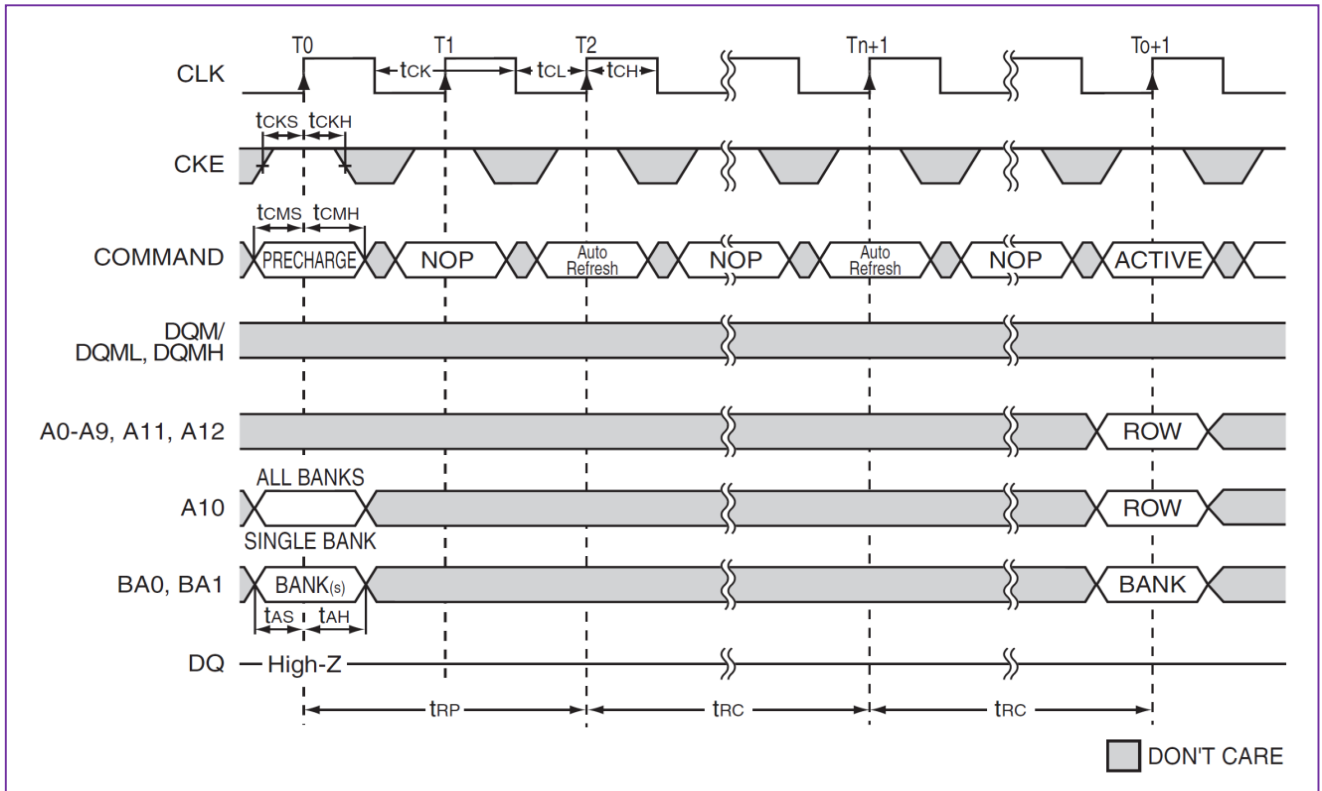 T0 T1 T2 Tn+1 To+1
CLK tCK tCL tCH
tCKS tCKH
CKE
tCMS tCMH
COMMAND PRECHARGE NOP Auto Refresh NOP Auto Refresh NOP ACTIVE
DQM/
DQML, DQMH
A0-A9, A11, A12 ROW
ALL BANKS
A10 ROW
SINGLE BANK
BA0, BA1 BANK(s) BANK
tAS tAH
DQ High-Z
tRP tRC tRC
DON'T CARE